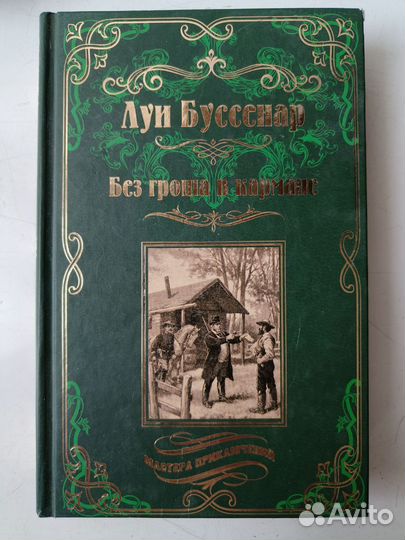 Луи Буссенар
Без гроша в кармане
МАСТЕРА ПРИКЛЮЧЕНИЙ
Avito